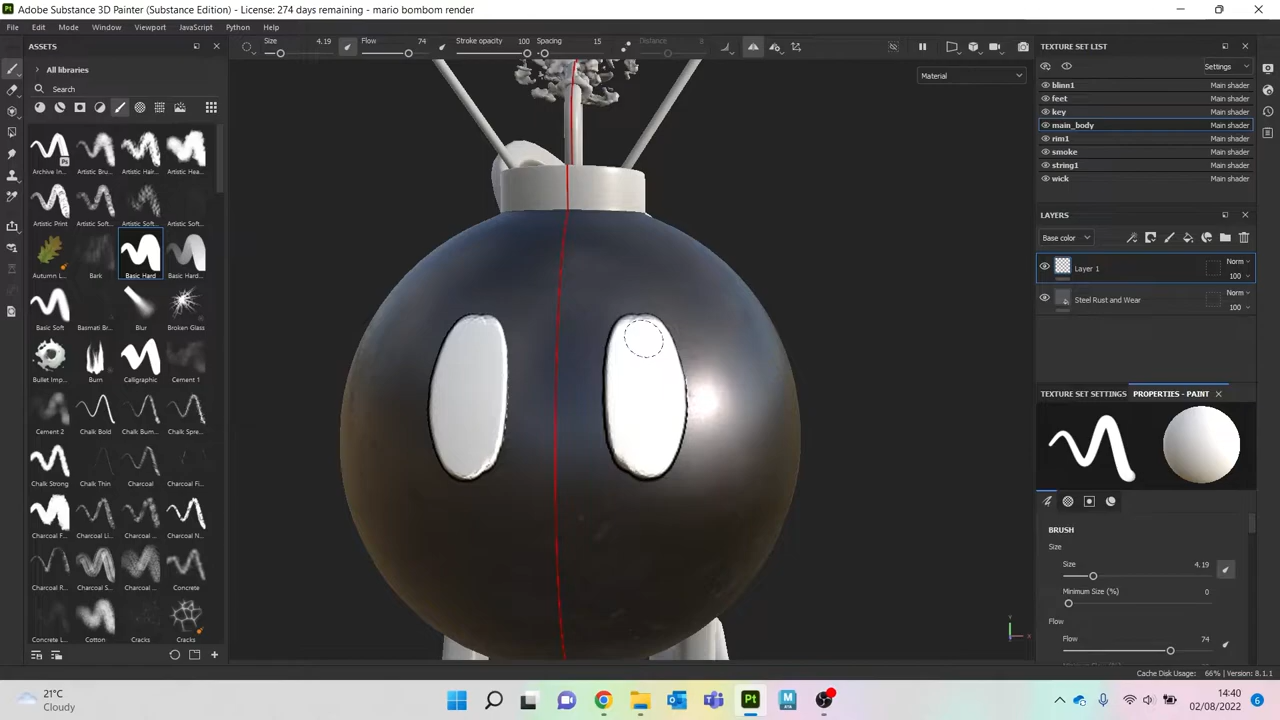 Adobe Substance 3D Painter (Substance Edition) - License: 274 days remaining - mario bombom render
File Edit Mode Window Viewport JavaScript Python Help
ASSETS
Size 4.19 Flow 74 Stroke opacity 100 Spacing 15 Distance 8
All libraries
Search
Material
Archive In... Artistic Bru... Artistic Hair... Artistic Hea...
Artistic Print Artistic Soft... Artistic Soft... Artistic Soft...
Autumn L... Bark Basic Hard Basic Hard...
Basic Soft Basmati Br... Blur Broken Glass
Bullet Imp... Burn Calligraphic Cement 1
Cement 2 Chalk Bold Chalk Bum... Chalk Spre...
Chalk Strong Chalk Thin Charcoal Charcoal Fi...
Charcoal F... Charcoal Li... Charcoal ... Charcoal N...
Charcoal R... Charcoal S... Charcoal ... Concrete
Concrete L... Cotton Cracks Cracks
TEXTURE SET LIST
Settings
blinn1 Main shader
feet Main shader
key Main shader
main_body Main shader
rim1 Main shader
smoke Main shader
string1 Main shader
wick Main shader
LAYERS
Base color
Layer 1 Norm 100
Steel Rust and Wear Norm 100
TEXTURE SET SETTINGS PROPERTIES - PAINT
BRUSH
Size
Size 4.19
Minimum Size (%) 0
Flow
Flow 74
Y
X
Cache Disk Usage: 66% | Version: 8.1.1
21°C
Cloudy
14:40
02/08/2022
6